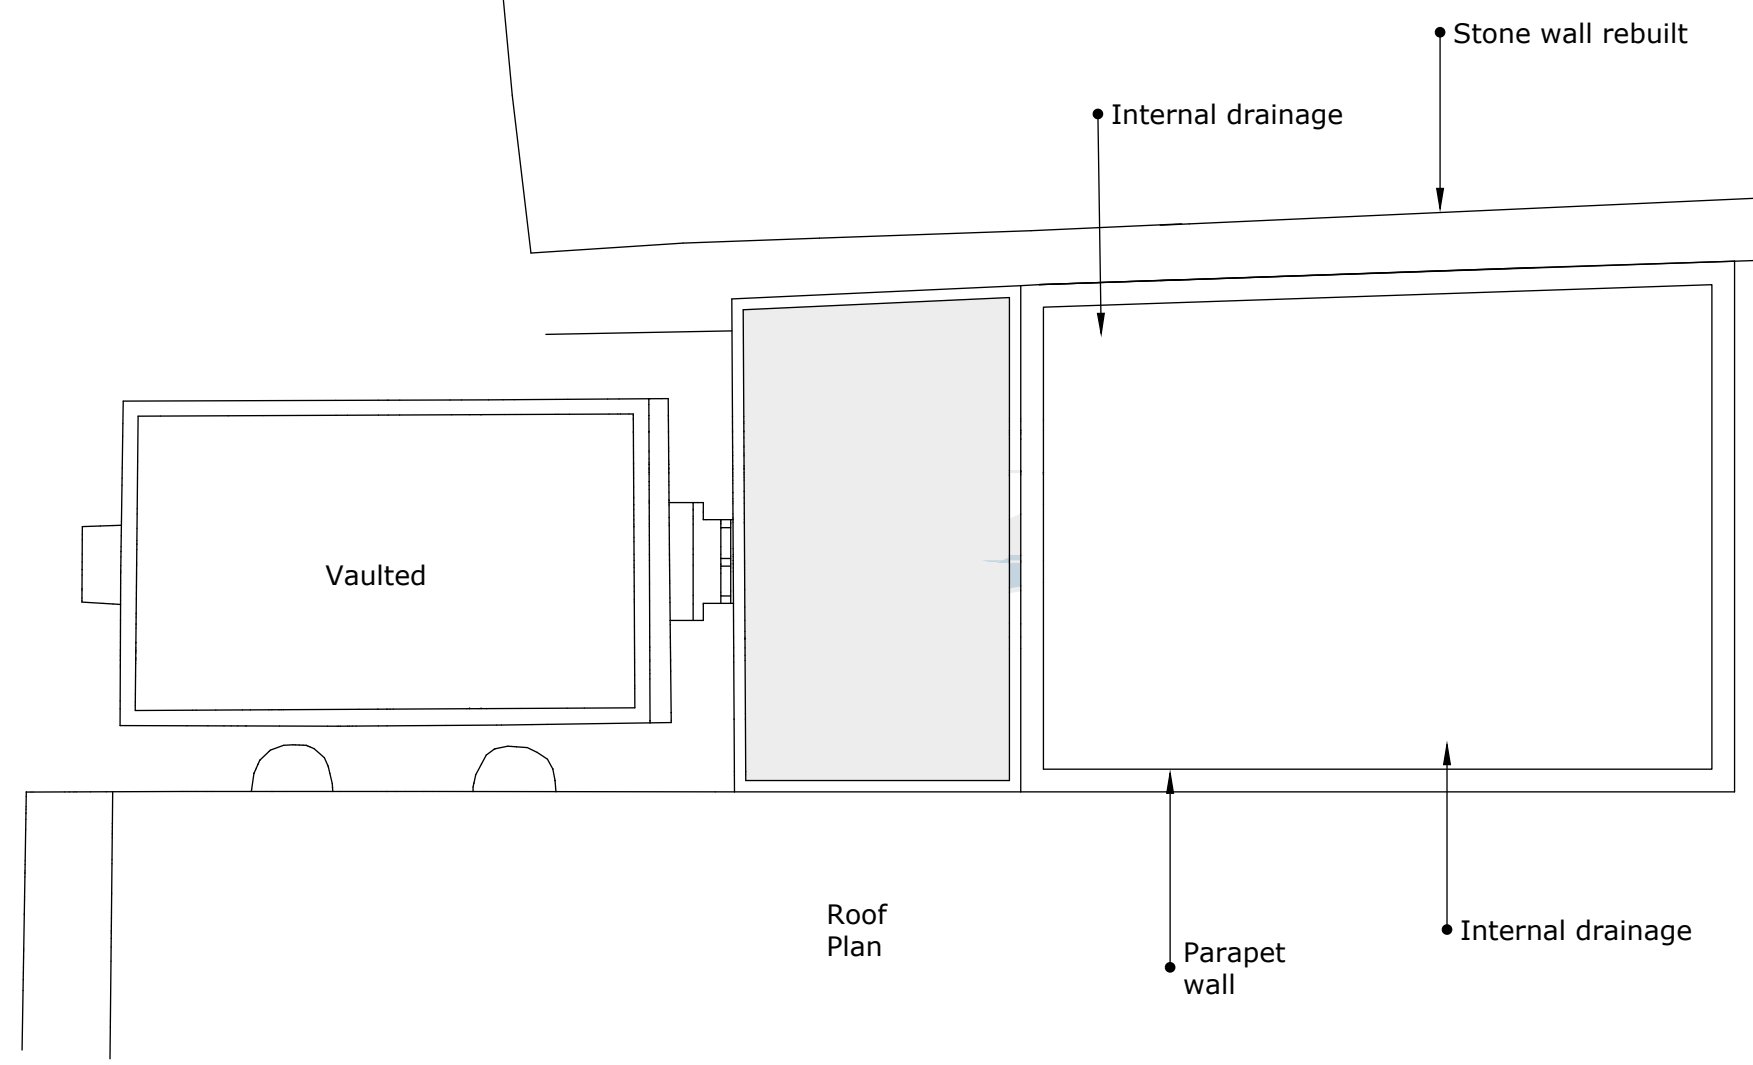 Stone wall rebuilt
Internal drainage
Vaulted
Roof
Plan
Parapet
wall
Internal drainage